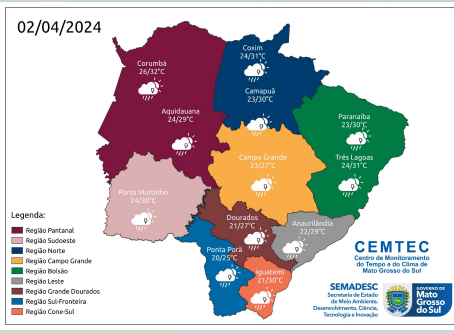 02/04/2024
Corumbá
26/32°C
Coxim
24/31°C
Camapuã
23/30°C
Aquidauana
24/29°C
Paranaíba
23/30°C
Três Lagoas
24/31°C
Campo Grande
23/27°C
Porto Murtinho
24/30°C
Dourados
21/27°C
Anaurilândia
22/29°C
Ponta Porã
20/25°C
Iguatemi
21/30°C
Legenda:
Região Pantanal
Região Sudoeste
Região Norte
Região Campo Grande
Região Bolsão
Região Leste
Região Grande Dourados
Região Sul-Fronteira
Região Cone-Sul
CEMTEC
Centro de Monitoramento
do Tempo e do Clima de
Mato Grosso do Sul
SEMADESC
Secretaria de Estado
de Meio Ambiente,
Desenvolvimento, Ciência,
Tecnologia e Inovação
GOVERNO DE
Mato
Grosso
do Sul